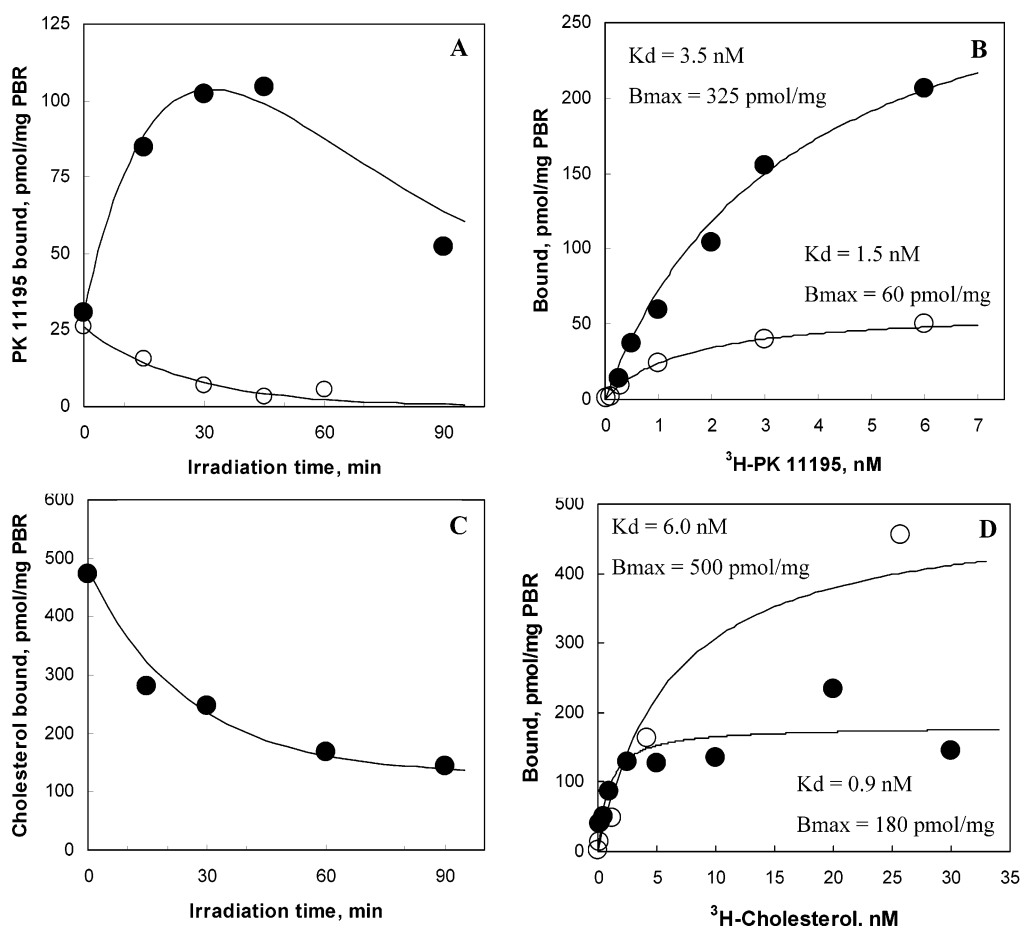 A
PK 11195 bound, pmol/mg PBR
125
100
75
50
25
0
0 30 60 90
Irradiation time, min
B
Kd = 3.5 nM
Bmax = 325 pmol/mg
Kd = 1.5 nM
Bmax = 60 pmol/mg
Bound, pmol/mg PBR
250
200
150
100
50
0
0 1 2 3 4 5 6 7
³H-PK 11195, nM
C
Cholesterol bound, pmol/mg PBR
600
500
400
300
200
100
0
0 30 60 90
Irradiation time, min
D
Kd = 6.0 nM
Bmax = 500 pmol/mg
Kd = 0.9 nM
Bmax = 180 pmol/mg
Bound, pmol/mg PBR
500
400
300
200
100
0
0 5 10 15 20 25 30 35
³H-Cholesterol, nM